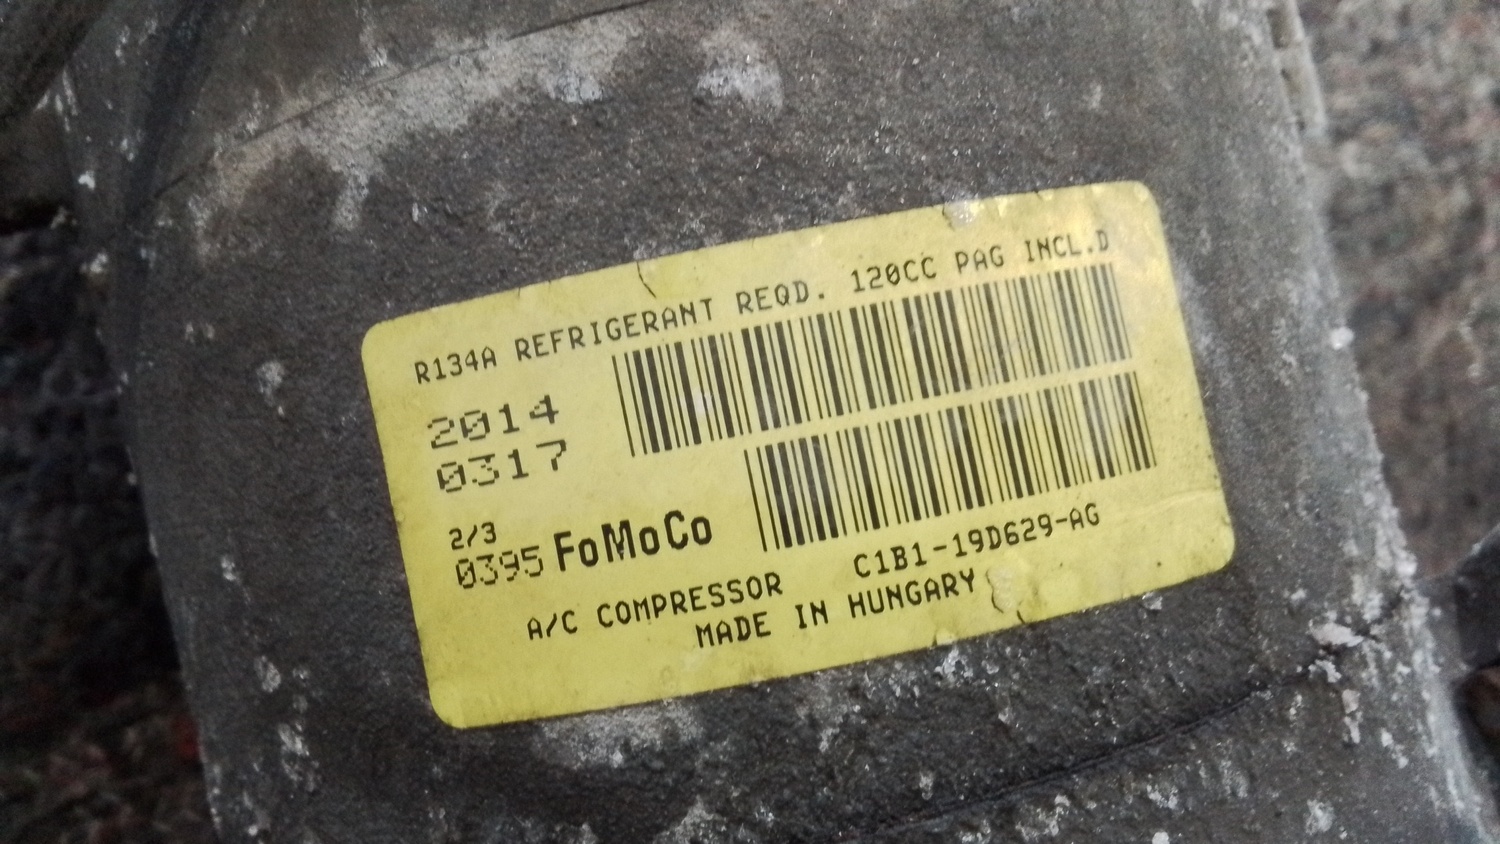 R134A REFRIGERANT REQD. 120CC PAG INCL.D
2014
0317
2/3
0395 FoMoCo
C1B1-19D629-AG
A/C COMPRESSOR
MADE IN HUNGARY